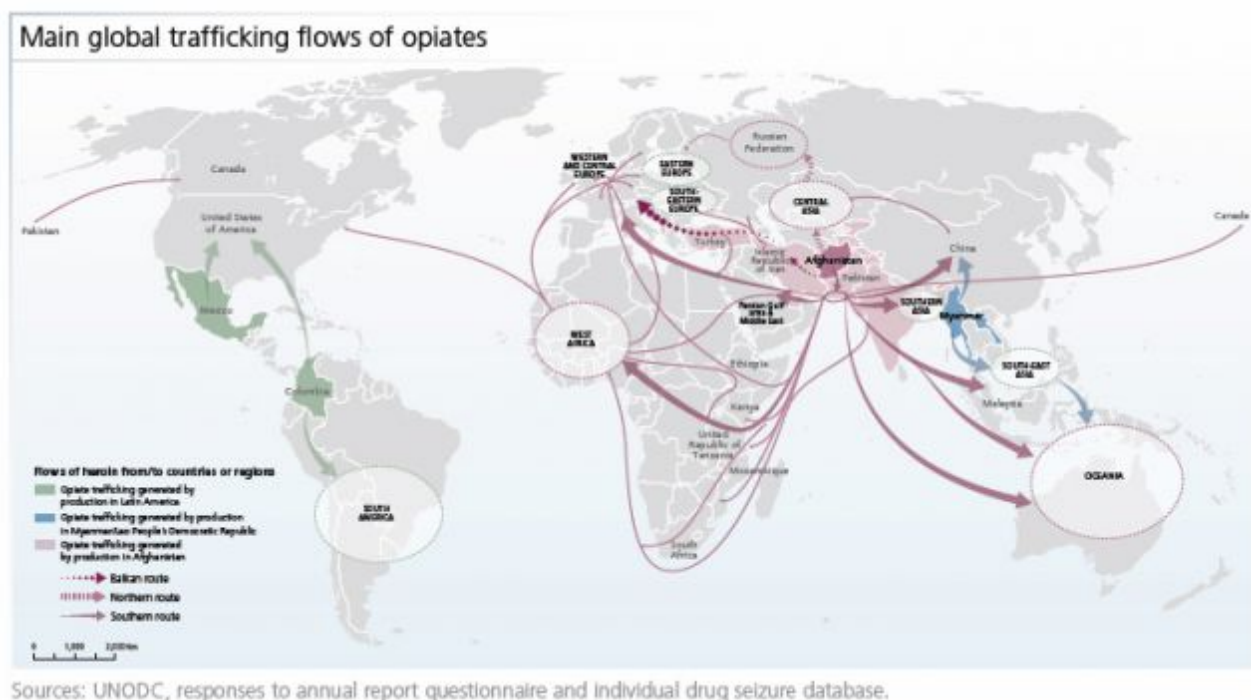 Main global trafficking flows of opiates
Russian
Federation
WESTERN
AND CENTRAL
EUROPE
EASTERN
EUROPE
Canada
SOUTH-
EASTERN
EUROPE
CENTRAL
ASIA
United States
of America
Canada
Pakistan
Turkey
China
Islamic
Republic
of Iran
Afghanistan
Pakistan
Mexico
Persian Gulf
area &
Middle East
SOUTHERN
ASIA
Myanmar
WEST
AFRICA
Ethiopia
SOUTH-EAST
ASIA
Colombia
Kenya
Malaysia
United
Republic of
Tanzania
Mozambique
OCEANIA
SOUTH
AMERICA
South
Africa
Flows of heroin from/to countries or regions
Opiate trafficking generated by
production in Latin America
Opiate trafficking generated by production
in Myanmar/Lao People's Democratic Republic
Opiate trafficking generated
by production in Afghanistan
Balkan route
Northern route
Southern route
0 1,000 2,000 km
Sources: UNODC, responses to annual report questionnaire and individual drug seizure database.